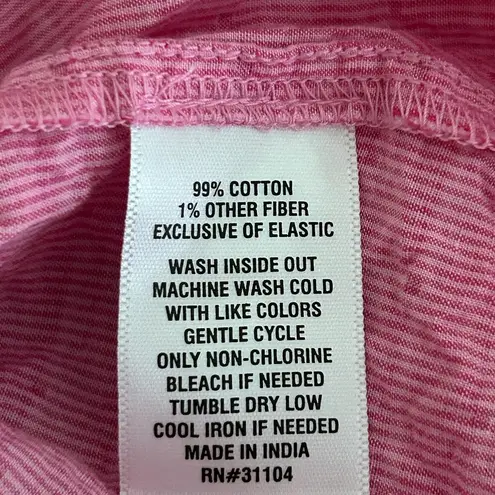 99% COTTON
1% OTHER FIBER
EXCLUSIVE OF ELASTIC
WASH INSIDE OUT
MACHINE WASH COLD
WITH LIKE COLORS
GENTLE CYCLE
ONLY NON-CHLORINE
BLEACH IF NEEDED
TUMBLE DRY LOW
COOL IRON IF NEEDED
MADE IN INDIA
RN#31104